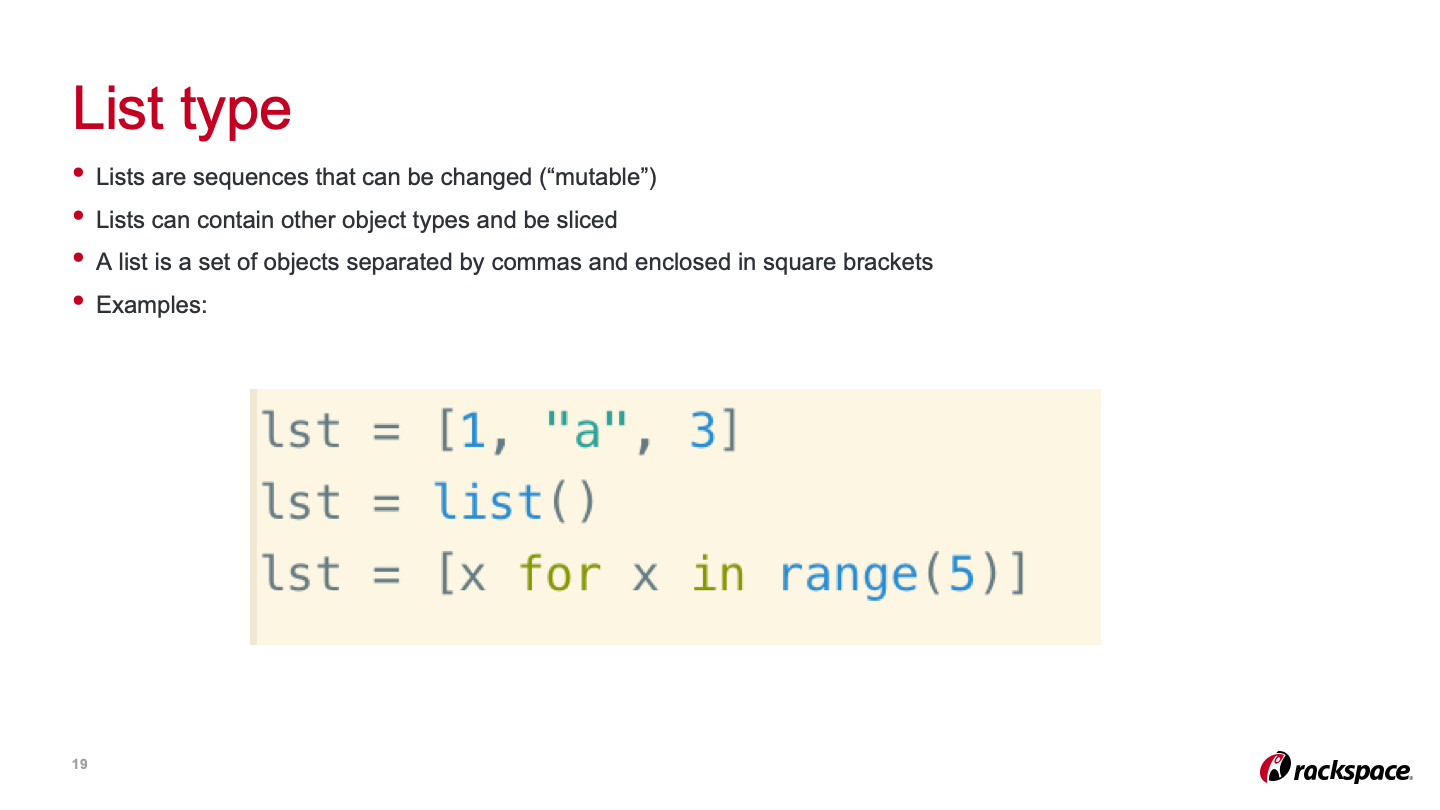 List type
• Lists are sequences that can be changed (“mutable”)
• Lists can contain other object types and be sliced
• A list is a set of objects separated by commas and enclosed in square brackets
• Examples:
lst = [1, "a", 3]
lst = list()
lst = [x for x in range(5)]
19
rackspace.